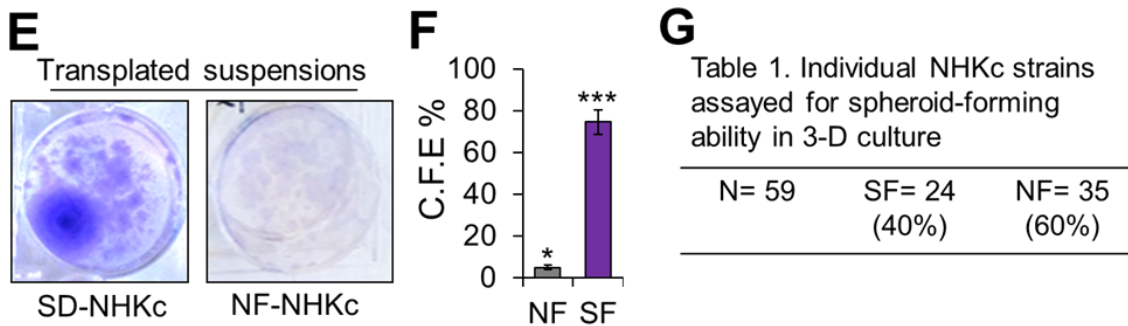 E
Transplated suspensions
SD-NHKc
NF-NHKc
F
C.F.E %
100
80
60
40
20
0
*
***
NF
SF
G
Table 1. Individual NHKc strains
assayed for spheroid-forming
ability in 3-D culture
N= 59 SF= 24 NF= 35
(40%) (60%)